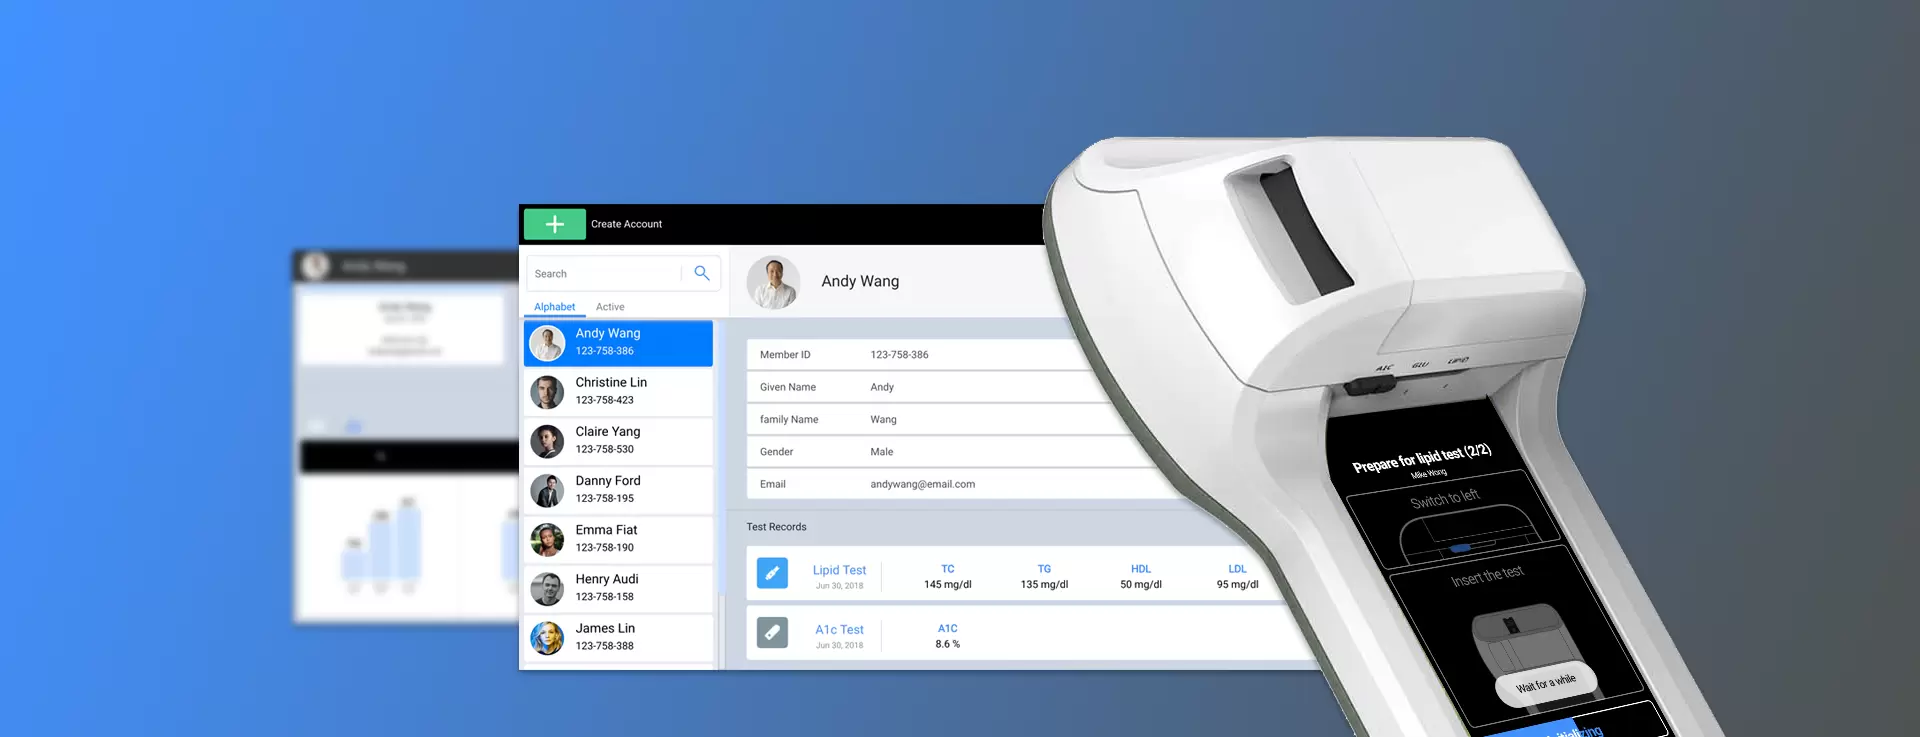 Create Account
Search
Alphabet Active
Andy Wang
123-758-386
Christine Lin
123-758-423
Claire Yang
123-758-530
Danny Ford
123-758-195
Emma Fiat
123-758-190
Henry Audi
123-758-158
James Lin
123-758-388
Andy Wang
Member ID 123-758-386
Given Name Andy
family Name Wang
Gender Male
Email andywang@email.com
Test Records
Lipid Test
Jun 30, 2018
TC TG HDL LDL
145 mg/dl 135 mg/dl 50 mg/dl 95 mg/dl
A1c Test
Jun 30, 2018
A1C
8.6 %
A1C GLU LIPID
Prepare for lipid test (2/2)
Mike Wong
Switch to left
Insert the test
Wait for a while